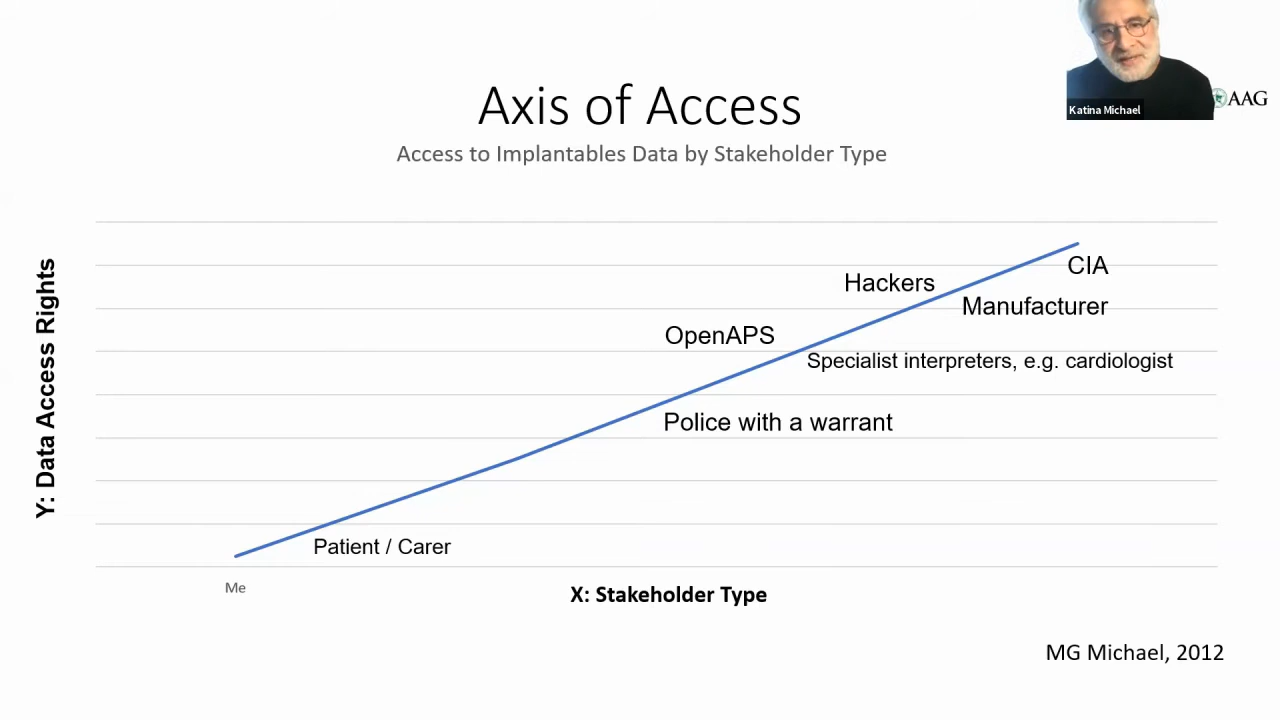 Axis of Access
Access to Implantables Data by Stakeholder Type
Katina Michael
AAG
Y: Data Access Rights
CIA
Hackers
Manufacturer
OpenAPS
Specialist interpreters, e.g. cardiologist
Police with a warrant
Patient / Carer
Me
X: Stakeholder Type
MG Michael, 2012